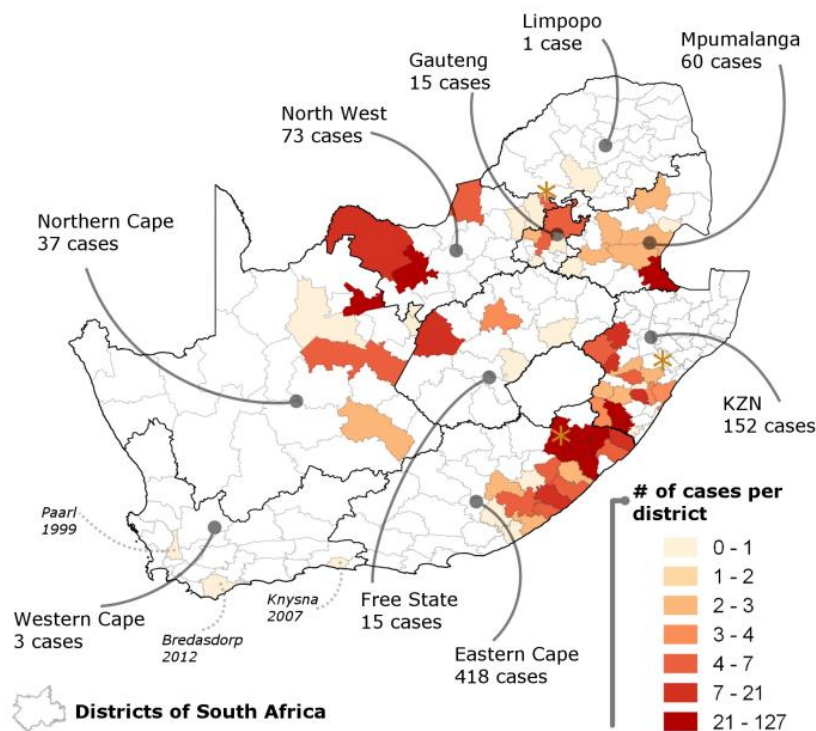 Limpopo
1 case
Mpumalanga
60 cases
Gauteng
15 cases
North West
73 cases
Northern Cape
37 cases
KZN
152 cases
# of cases per
district
0 - 1
1 - 2
2 - 3
3 - 4
4 - 7
7 - 21
21 - 127
Paarl
1999
Western Cape
3 cases
Bredasdorp
2012
Knysna
2007
Free State
15 cases
Eastern Cape
418 cases
Districts of South Africa